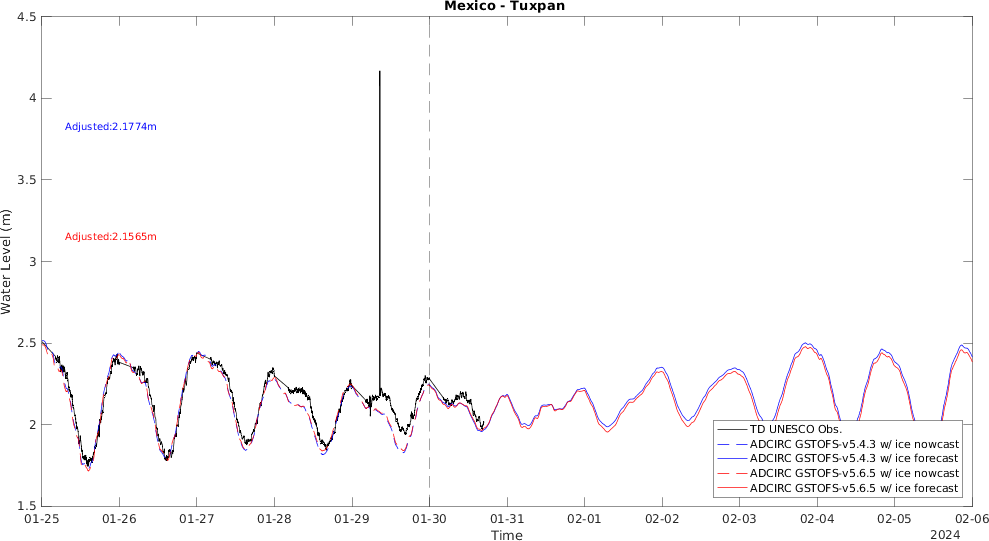 Mexico - Tuxpan
4.5
4
3.5
3
2.5
2
1.5
Water Level (m)
Adjusted:2.1774m
Adjusted:2.1565m
TD UNESCO Obs.
ADCIRC GSTOFS-v5.4.3 w/ ice nowcast
ADCIRC GSTOFS-v5.4.3 w/ ice forecast
ADCIRC GSTOFS-v5.6.5 w/ ice nowcast
ADCIRC GSTOFS-v5.6.5 w/ ice forecast
01-25 01-26 01-27 01-28 01-29 01-30 01-31 02-01 02-02 02-03 02-04 02-05 02-06
Time
2024